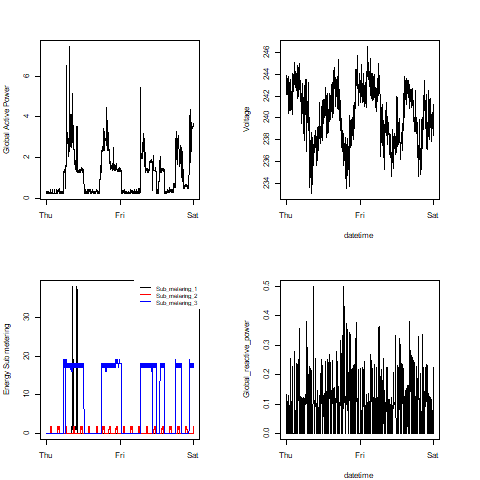 Global Active Power
6
4
2
0
Thu
Fri
Sat
Voltage
246
244
242
240
238
236
234
Thu
Fri
Sat
datetime
Energy Sub metering
30
20
10
0
Sub_metering_1
Sub_metering_2
Sub_metering_3
Thu
Fri
Sat
Global_reactive_power
0.5
0.4
0.3
0.2
0.1
0.0
Thu
Fri
Sat
datetime